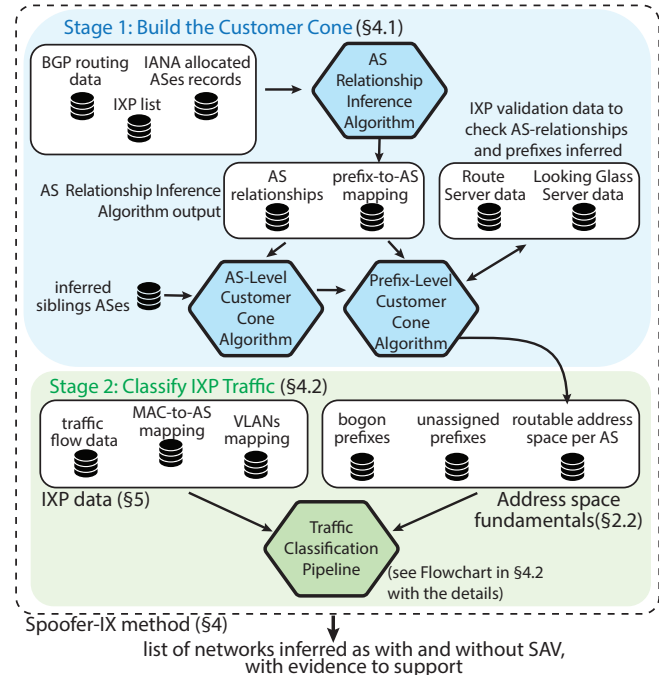 Stage 1: Build the Customer Cone (§4.1)
BGP routing
data
IANA allocated
ASes records
IXP list
AS
Relationship
Inference
Algorithm
IXP validation data to
check AS-relationships
and prefixes inferred
AS Relationship Inference
Algorithm output
AS
relationships
prefix-to-AS
mapping
Route
Server data
Looking Glass
Server data
inferred
siblings ASes
AS-Level
Customer
Cone
Algorithm
Prefix-Level
Customer
Cone
Algorithm
Stage 2: Classify IXP Traffic (§4.2)
traffic
flow data
MAC-to-AS
mapping
VLANs
mapping
bogon
prefixes
unassigned
prefixes
routable address
space per AS
IXP data (§5)
Address space
fundamentals(§2.2)
Traffic
Classification
Pipeline
(see Flowchart in §4.2
with the details)
Spoofer-IX method (§4)
list of networks inferred as with and without SAV,
with evidence to support